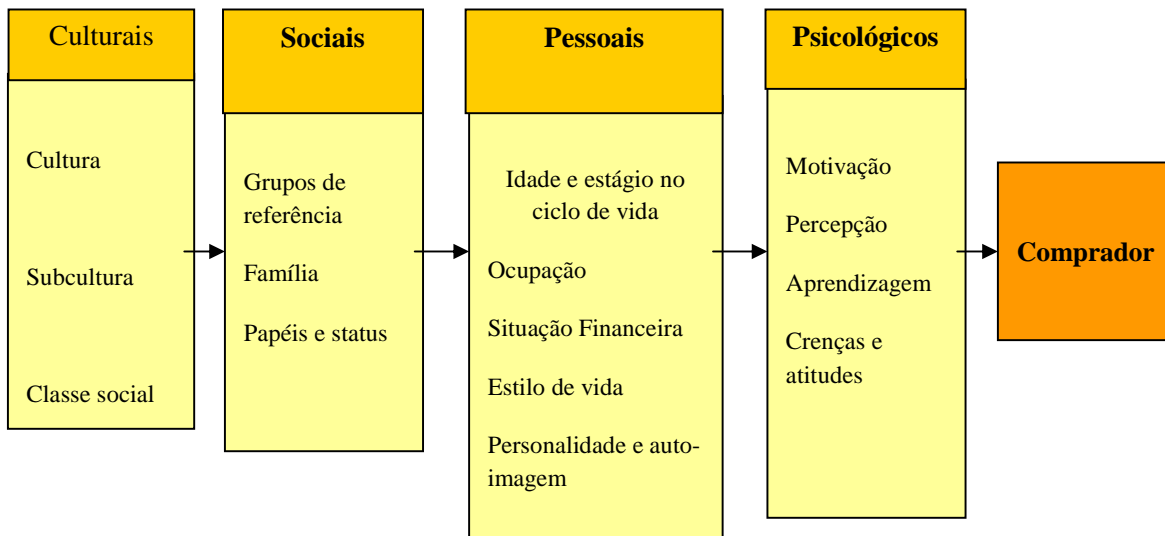 Culturais
Cultura
Subcultura
Classe social
Sociais
Grupos de
referência
Família
Papéis e status
Pessoais
Idade e estágio no
ciclo de vida
Ocupação
Situação Financeira
Estilo de vida
Personalidade e auto-
imagem
Psicológicos
Motivação
Percepção
Aprendizagem
Crenças e
atitudes
Comprador